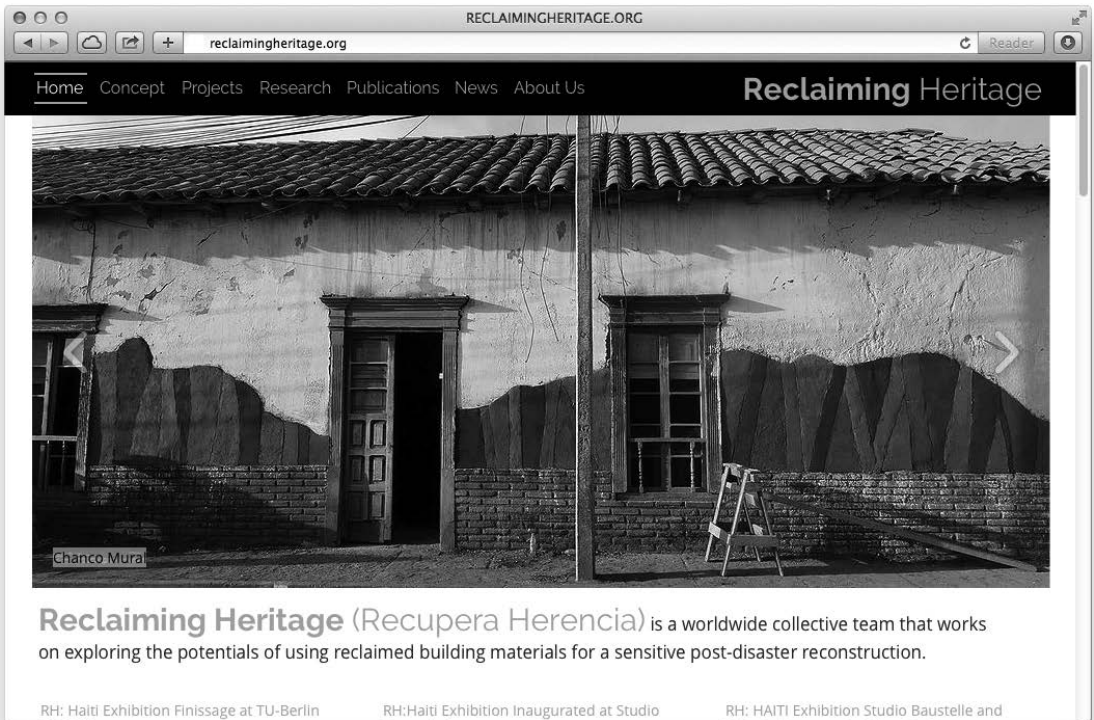 RECLAIMINGHERITAGE.ORG
reclaimingheritage.org
Reader
Home Concept Projects Research Publications News About Us
Reclaiming Heritage
Chanco Mural
Reclaiming Heritage (Recupera Herencia) is a worldwide collective team that works
on exploring the potentials of using reclaimed building materials for a sensitive post-disaster reconstruction.
RH: Haiti Exhibition Finissage at TU-Berlin
RH:Haiti Exhibition Inaugurated at Studio
RH: HAITI Exhibition Studio Baustelle and